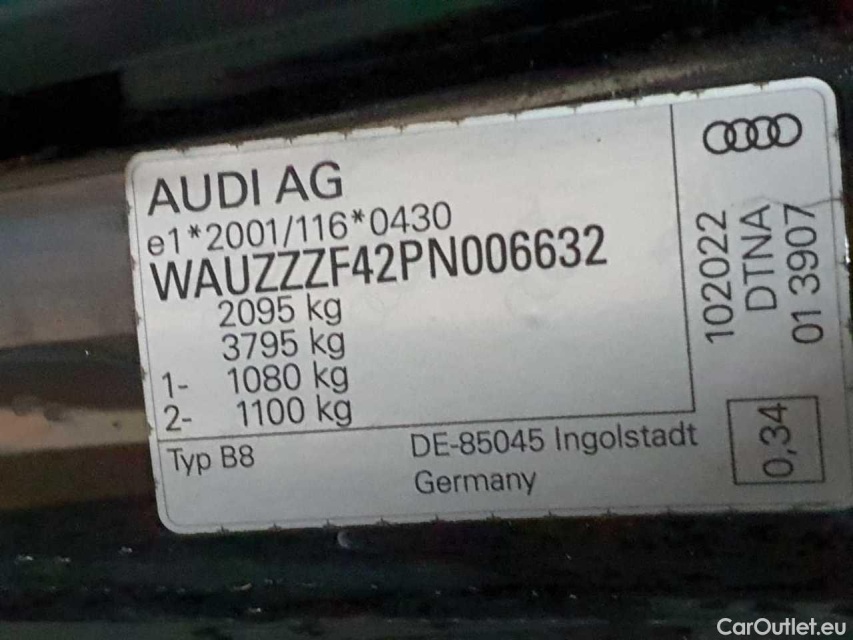 AUDI AG
e1*2001/116*0430
WAUZZZF42PN006632
2095 kg
3795 kg
1- 1080 kg
2- 1100 kg
Typ B8
DE-85045 Ingolstadt
Germany
102022
DTNA
01 3907
0,34
CarOutlet.eu